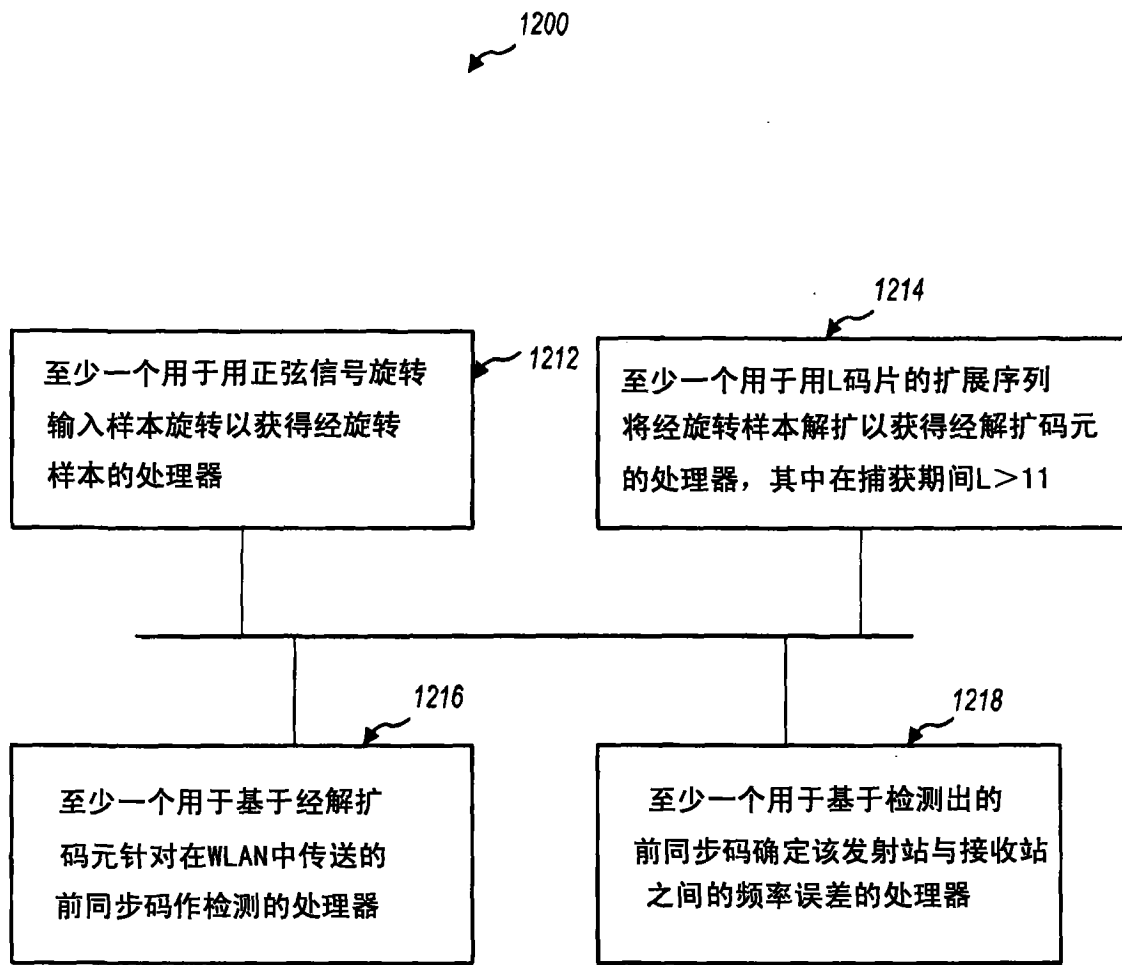 1200
1212
至少一个用于用正弦信号旋转
输入样本旋转以获得经旋转
样本的处理器
1214
至少一个用于用L码片的扩展序列
将经旋转样本解扩以获得经解扩码元
的处理器，其中在捕获期间L＞11
1216
至少一个用于基于经解扩
码元针对在WLAN中传送的
前同步码作检测的处理器
1218
至少一个用于基于检测出的
前同步码确定该发射站与接收站
之间的频率误差的处理器